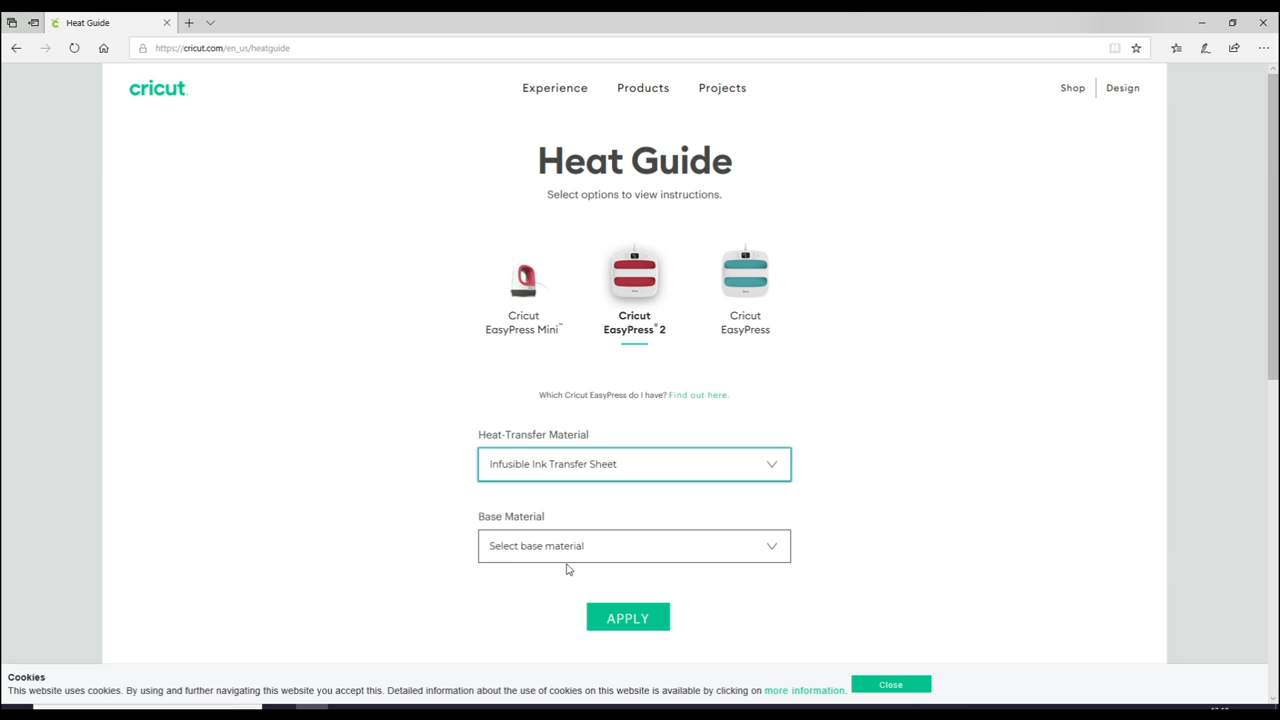 Heat Guide
https://cricut.com/en_us/heatguide
cricut
Experience Products Projects Shop Design
Heat Guide
Select options to view instructions.
Cricut EasyPress Mini™
Cricut EasyPress® 2
Cricut EasyPress
Which Cricut EasyPress do I have? Find out here.
Heat-Transfer Material
Infusible Ink Transfer Sheet
Base Material
Select base material
APPLY
Cookies
This website uses cookies. By using and further navigating this website you accept this. Detailed information about the use of cookies on this website is available by clicking on more information.
Close